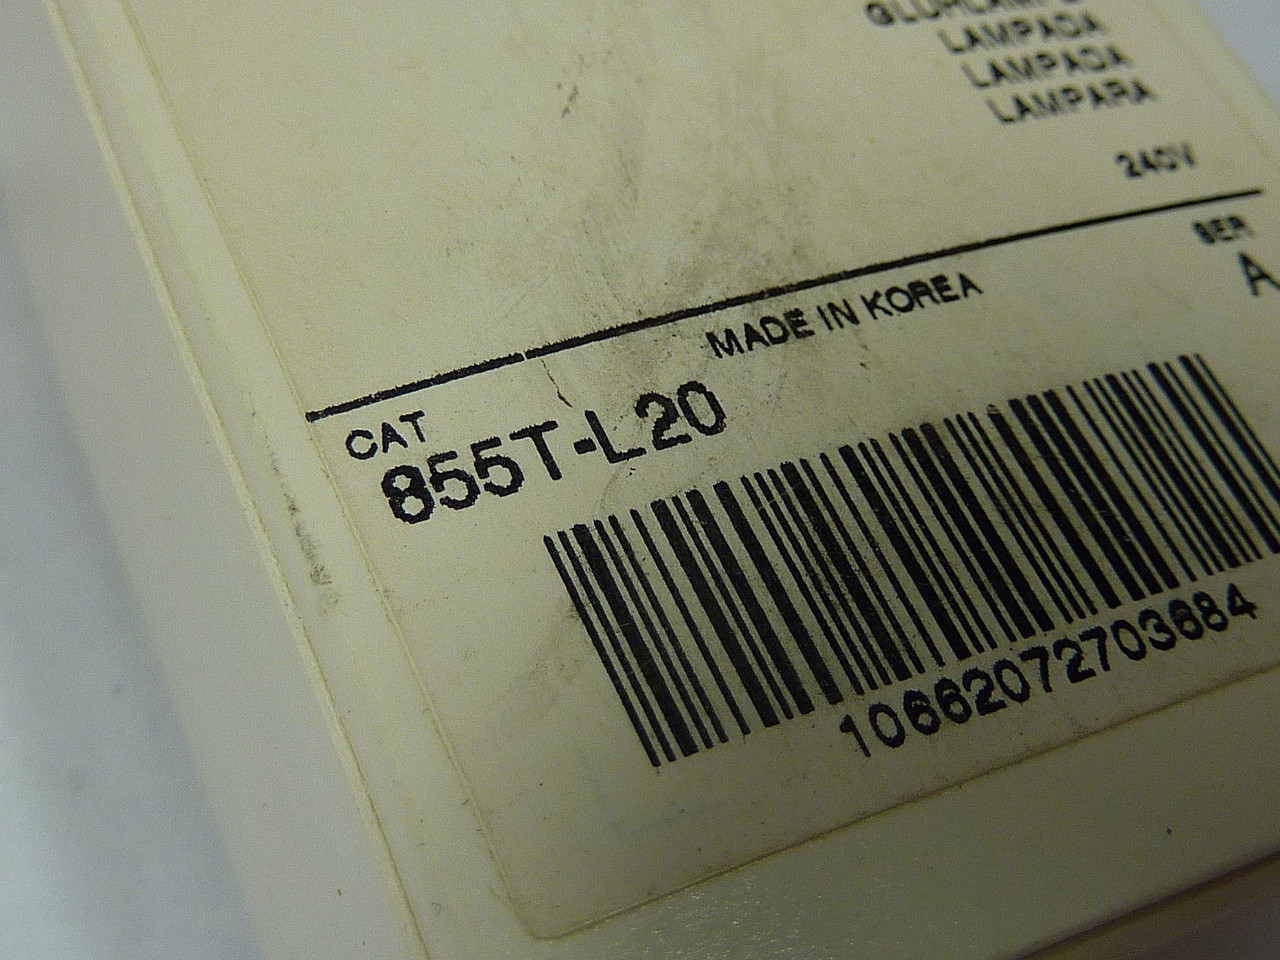 LAMPADA
LAMPADA
LAMPARA
240V
SER
A
MADE IN KOREA
CAT
855T-L20
10662072703684